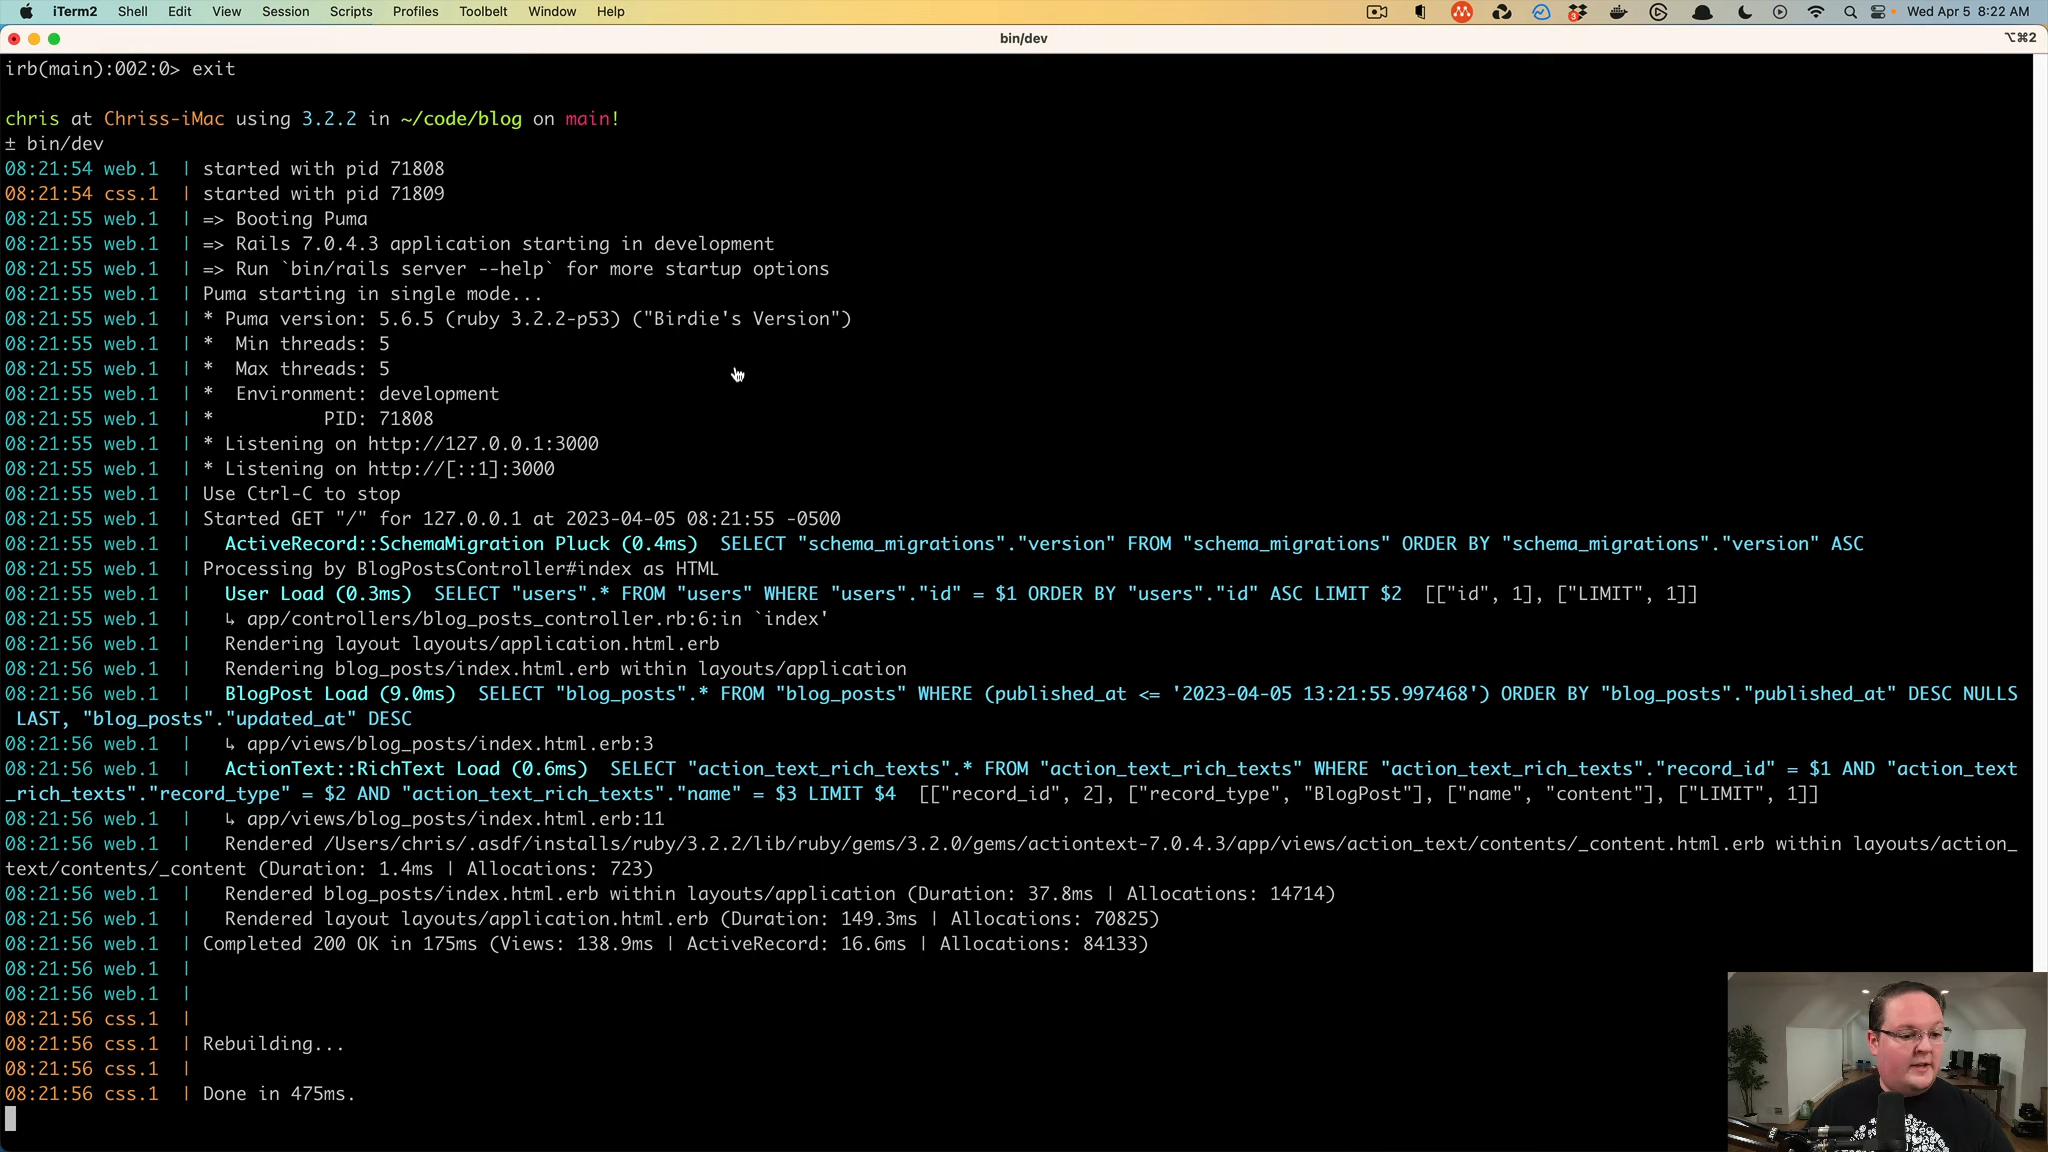 iTerm2 Shell Edit View Session Scripts Profiles Toolbelt Window Help 3 Wed Apr 5 8:22 AM
bin/dev ⌥⌘2
irb(main):002:0> exit
chris at Chriss-iMac using 3.2.2 in ~/code/blog on main!
± bin/dev
08:21:54 web.1 | started with pid 71808
08:21:54 css.1 | started with pid 71809
08:21:55 web.1 | => Booting Puma
08:21:55 web.1 | => Rails 7.0.4.3 application starting in development
08:21:55 web.1 | => Run `bin/rails server --help` for more startup options
08:21:55 web.1 | Puma starting in single mode...
08:21:55 web.1 | * Puma version: 5.6.5 (ruby 3.2.2-p53) ("Birdie's Version")
08:21:55 web.1 | *  Min threads: 5
08:21:55 web.1 | *  Max threads: 5
08:21:55 web.1 | *  Environment: development
08:21:55 web.1 | *          PID: 71808
08:21:55 web.1 | * Listening on http://127.0.0.1:3000
08:21:55 web.1 | * Listening on http://[::1]:3000
08:21:55 web.1 | Use Ctrl-C to stop
08:21:55 web.1 | Started GET "/" for 127.0.0.1 at 2023-04-05 08:21:55 -0500
08:21:55 web.1 |   ActiveRecord::SchemaMigration Pluck (0.4ms)  SELECT "schema_migrations"."version" FROM "schema_migrations" ORDER BY "schema_migrations"."version" ASC
08:21:55 web.1 | Processing by BlogPostsController#index as HTML
08:21:55 web.1 |   User Load (0.3ms)  SELECT "users".* FROM "users" WHERE "users"."id" = $1 ORDER BY "users"."id" ASC LIMIT $2  [["id", 1], ["LIMIT", 1]]
08:21:55 web.1 |   ↳ app/controllers/blog_posts_controller.rb:6:in `index'
08:21:56 web.1 |   Rendering layout layouts/application.html.erb
08:21:56 web.1 |   Rendering blog_posts/index.html.erb within layouts/application
08:21:56 web.1 |   BlogPost Load (9.0ms)  SELECT "blog_posts".* FROM "blog_posts" WHERE (published_at <= '2023-04-05 13:21:55.997468') ORDER BY "blog_posts"."published_at" DESC NULLS
 LAST, "blog_posts"."updated_at" DESC
08:21:56 web.1 |   ↳ app/views/blog_posts/index.html.erb:3
08:21:56 web.1 |   ActionText::RichText Load (0.6ms)  SELECT "action_text_rich_texts".* FROM "action_text_rich_texts" WHERE "action_text_rich_texts"."record_id" = $1 AND "action_text
_rich_texts"."record_type" = $2 AND "action_text_rich_texts"."name" = $3 LIMIT $4  [["record_id", 2], ["record_type", "BlogPost"], ["name", "content"], ["LIMIT", 1]]
08:21:56 web.1 |   ↳ app/views/blog_posts/index.html.erb:11
08:21:56 web.1 |   Rendered /Users/chris/.asdf/installs/ruby/3.2.2/lib/ruby/gems/3.2.0/gems/actiontext-7.0.4.3/app/views/action_text/contents/_content.html.erb within layouts/action_
text/contents/_content (Duration: 1.4ms | Allocations: 723)
08:21:56 web.1 |   Rendered blog_posts/index.html.erb within layouts/application (Duration: 37.8ms | Allocations: 14714)
08:21:56 web.1 |   Rendered layout layouts/application.html.erb (Duration: 149.3ms | Allocations: 70825)
08:21:56 web.1 | Completed 200 OK in 175ms (Views: 138.9ms | ActiveRecord: 16.6ms | Allocations: 84133)
08:21:56 web.1 |
08:21:56 web.1 |
08:21:56 css.1 |
08:21:56 css.1 | Rebuilding...
08:21:56 css.1 |
08:21:56 css.1 | Done in 475ms.